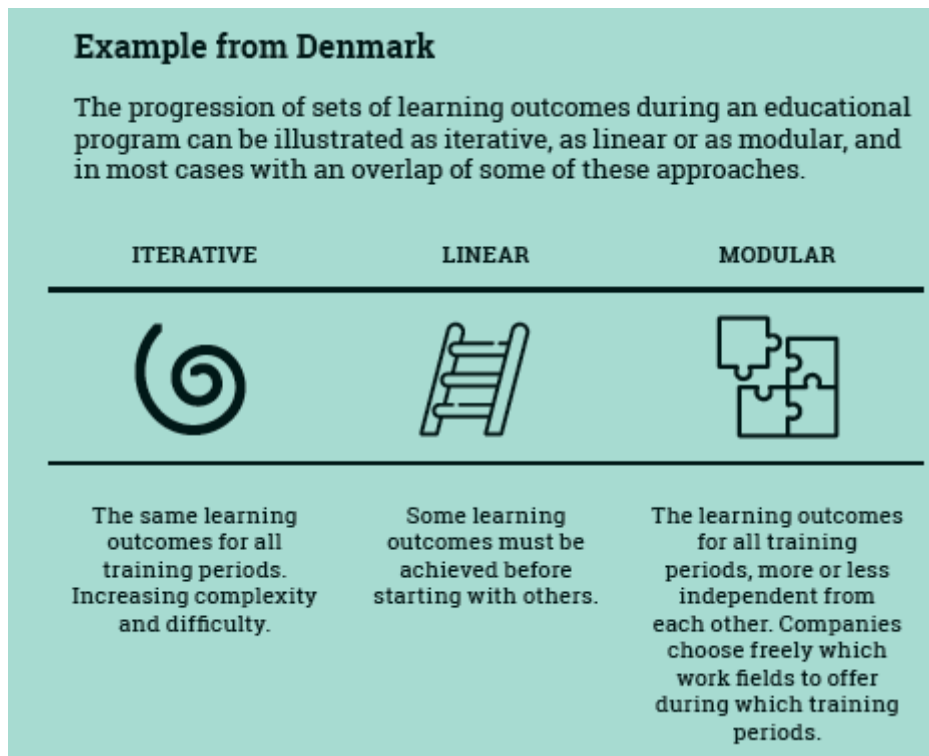 Example from Denmark
The progression of sets of learning outcomes during an educational
program can be illustrated as iterative, as linear or as modular, and
in most cases with an overlap of some of these approaches.
ITERATIVE
LINEAR
MODULAR
The same learning
outcomes for all
training periods.
Increasing complexity
and difficulty.
Some learning
outcomes must be
achieved before
starting with others.
The learning outcomes
for all training
periods, more or less
independent from
each other. Companies
choose freely which
work fields to offer
during which training
periods.